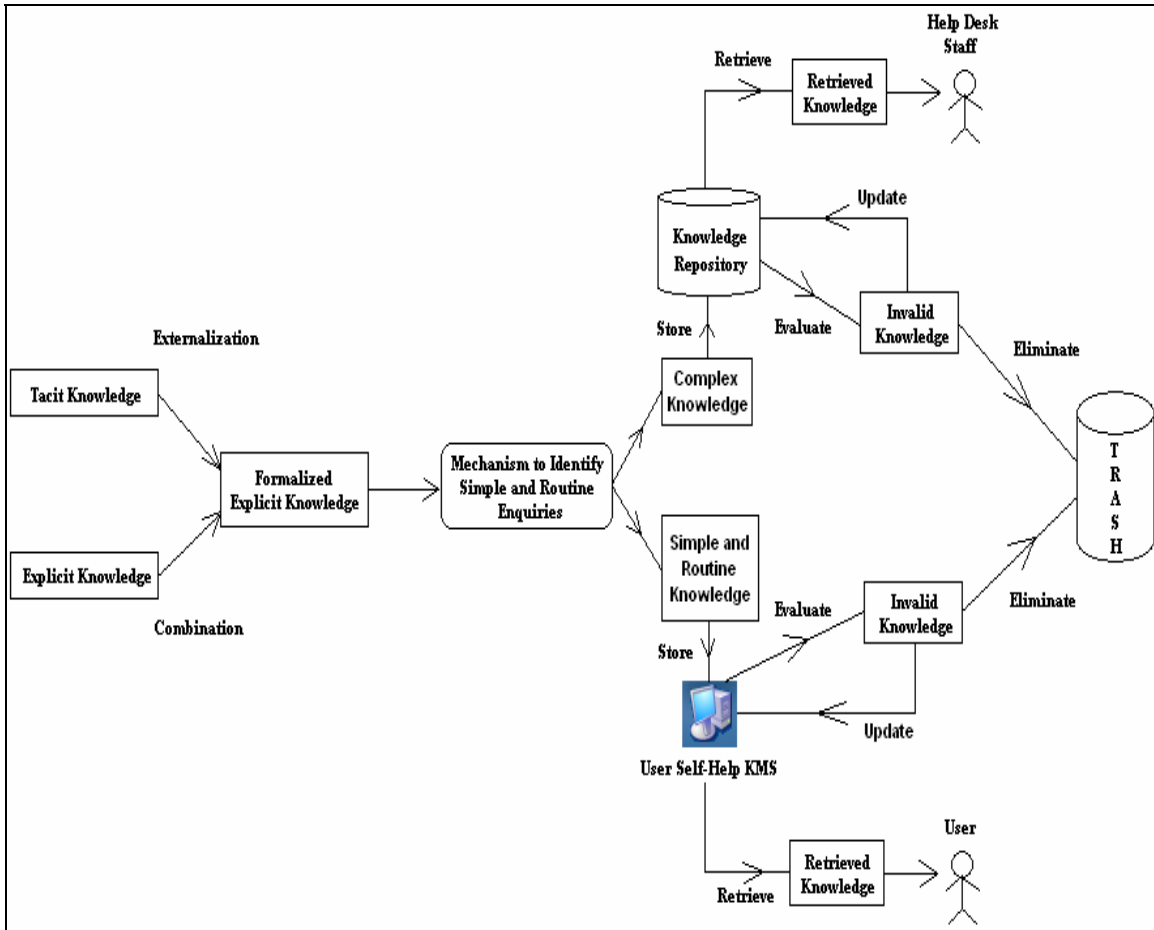 Help Desk
Staff
Retrieve
Retrieved
Knowledge
Update
Knowledge
Repository
Evaluate
Invalid
Knowledge
Store
Eliminate
Externalization
Complex
Knowledge
Tacit Knowledge
Formalized
Explicit Knowledge
Mechanism to Identify
Simple and Routine
Enquiries
T
R
A
S
H
Simple and
Routine
Knowledge
Explicit Knowledge
Combination
Evaluate
Invalid
Knowledge
Eliminate
Store
Update
User Self-Help KMS
User
Retrieved
Knowledge
Retrieve